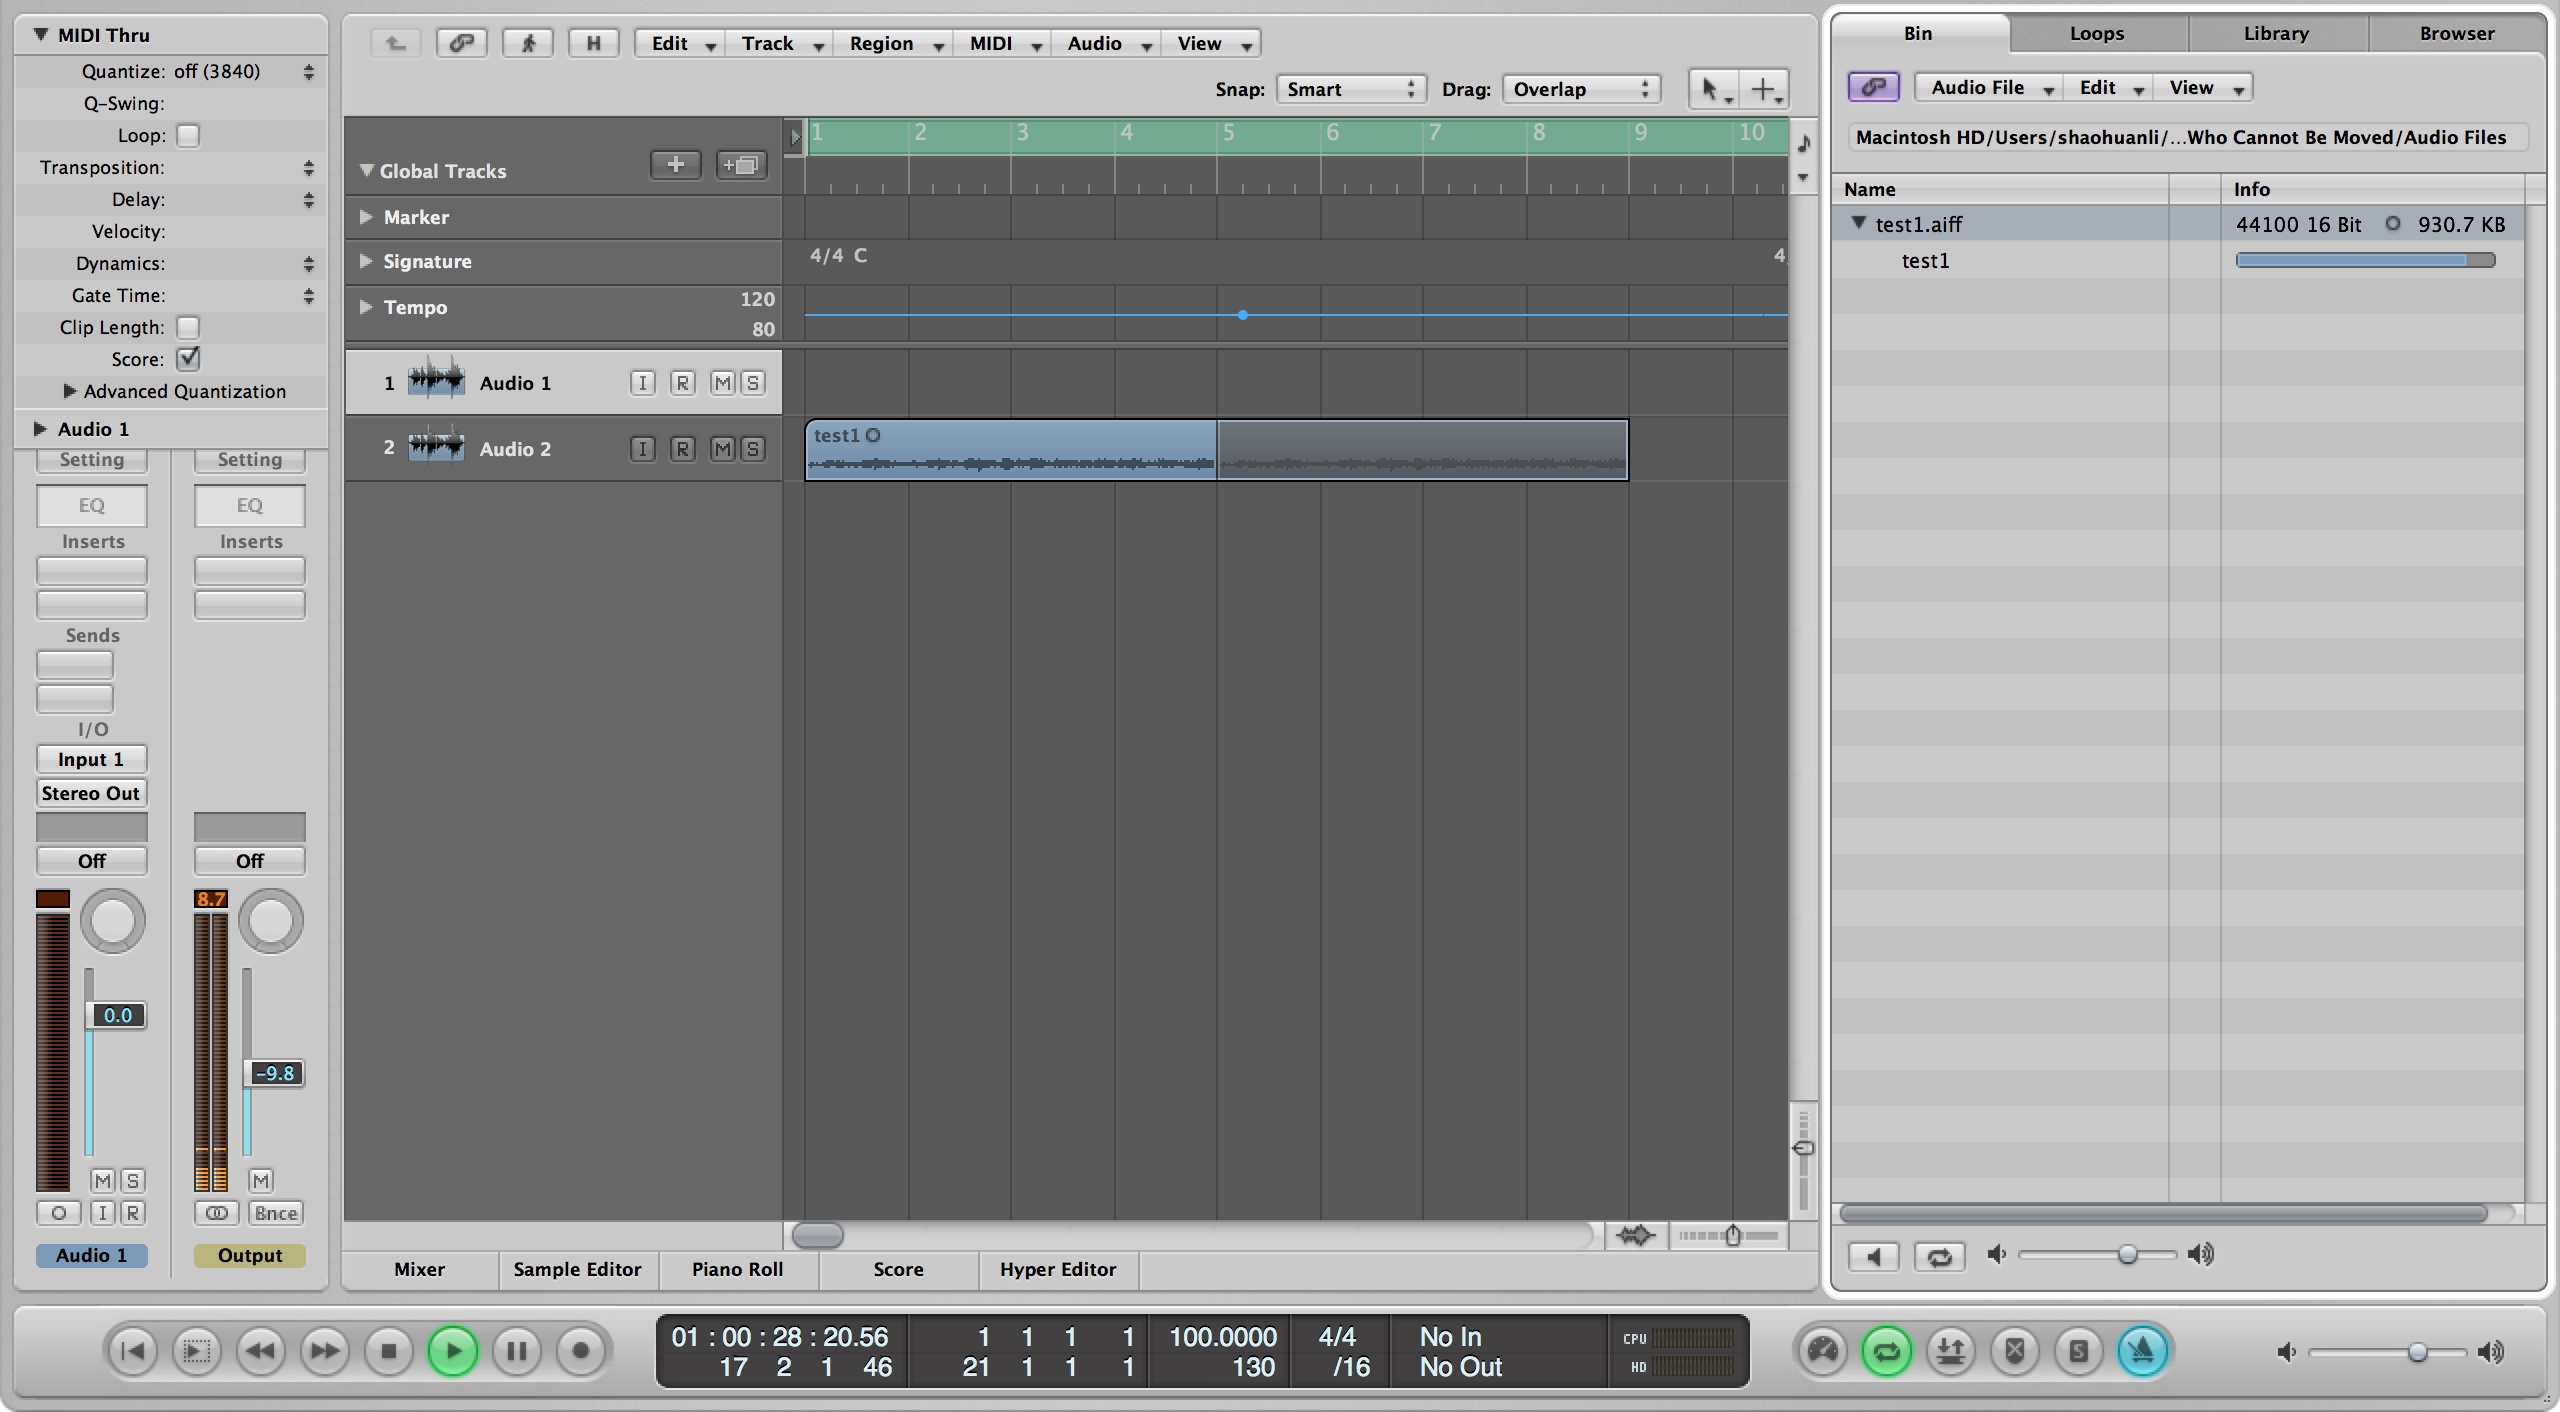 MIDI Thru
Quantize: off (3840)
Q-Swing:
Loop:
Transposition:
Delay:
Velocity:
Dynamics:
Gate Time:
Clip Length:
Score:
Advanced Quantization
Audio 1
Setting Setting
EQ EQ
Inserts Inserts
Sends
I/O
Input 1
Stereo Out
Off Off
8.7
0.0
-9.8
M S M
I R Bnce
Audio 1 Output
H Edit Track Region MIDI Audio View
Snap: Smart Drag: Overlap
1 2 3 4 5 6 7 8 9 10
Global Tracks
Marker
Signature 4/4 C 4
Tempo 120
80
1 Audio 1 I R M S
2 Audio 2 I R M S
test1
Mixer Sample Editor Piano Roll Score Hyper Editor
Bin Loops Library Browser
Audio File Edit View
Macintosh HD/Users/shaohuanli/...Who Cannot Be Moved/Audio Files
Name Info
test1.aiff 44100 16 Bit 930.7 KB
test1
01 : 00 : 28 : 20.56 1 1 1 1 100.0000 4/4 No In CPU
17 2 1 46 21 1 1 1 130 /16 No Out HD
S